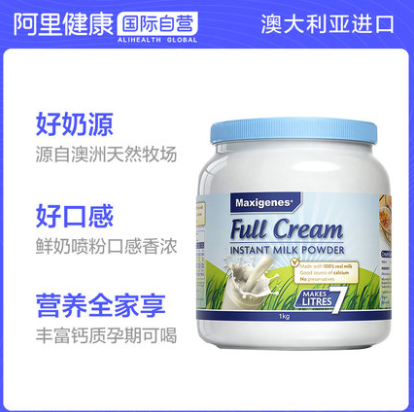 阿里健康 国际自营
ALIHEALTH GLOBAL
澳大利亚进口
好奶源
源自澳洲天然牧场
好口感
鲜奶喷粉口感香浓
营养全家享
丰富钙质孕期可喝
Maxigenes®
Full Cream
INSTANT MILK POWDER
Made with 100% real milk
Good source of calcium
No preservatives
MAKES 7
LITRES
1kg